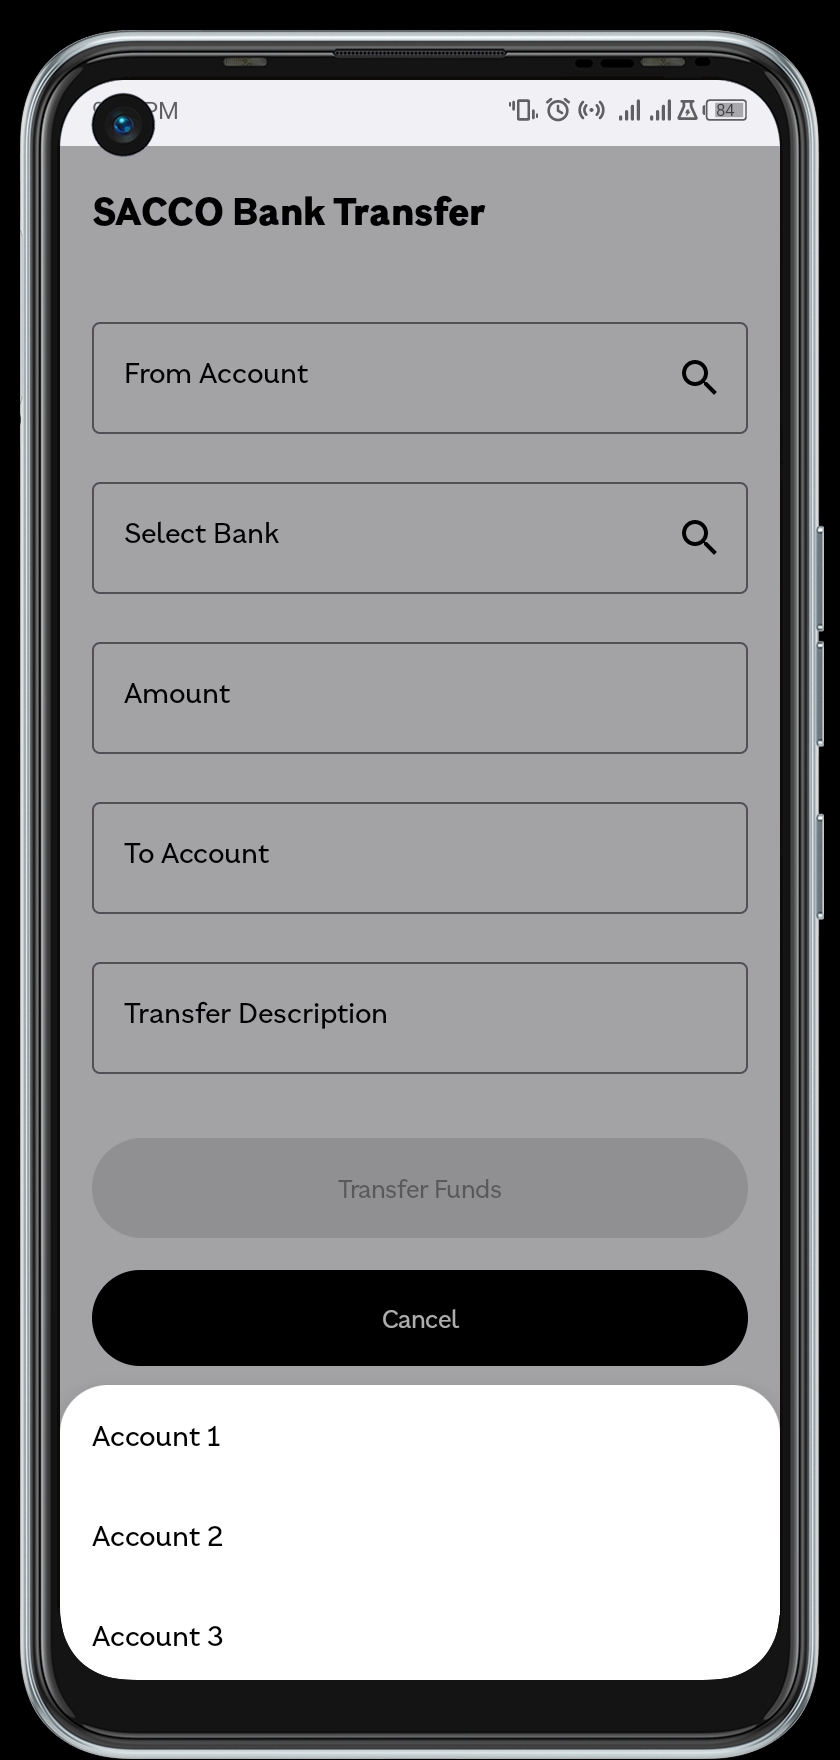 PM
84
SACCO Bank Transfer
From Account
Select Bank
Amount
To Account
Transfer Description
Transfer Funds
Cancel
Account 1
Account 2
Account 3